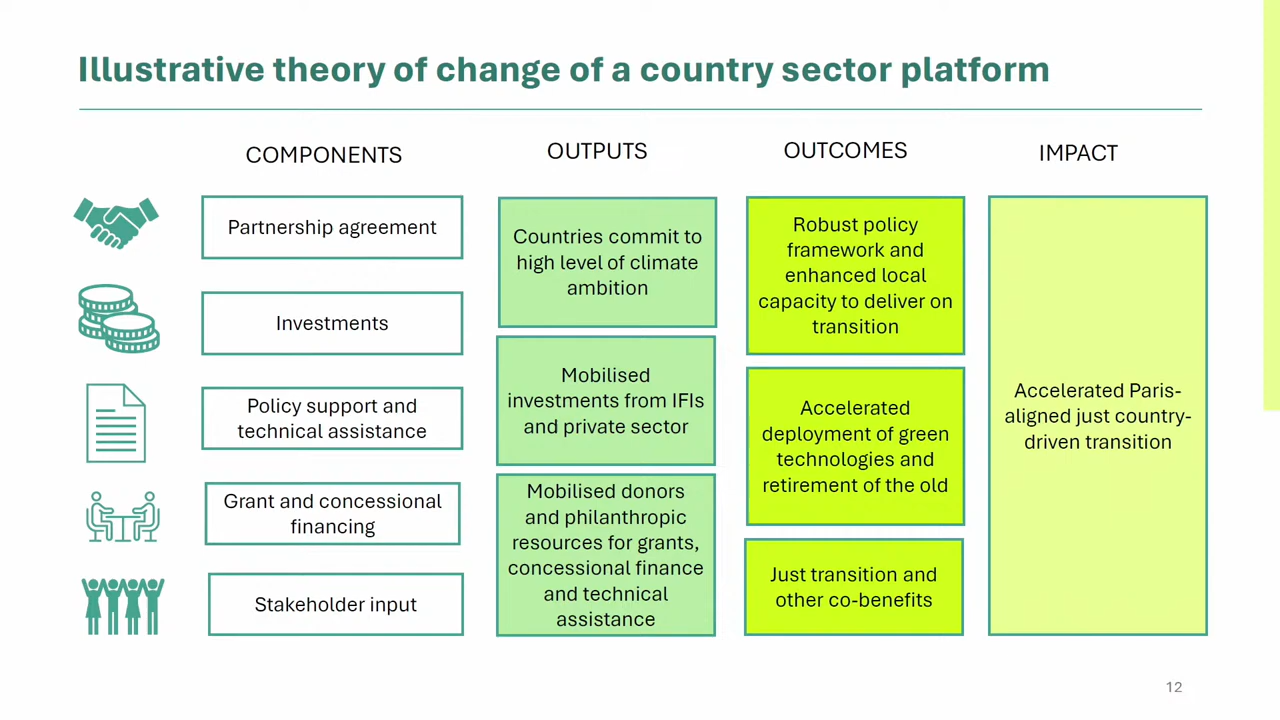 Illustrative theory of change of a country sector platform
COMPONENTS
OUTPUTS
OUTCOMES
IMPACT
Partnership agreement
Investments
Policy support and
technical assistance
Grant and concessional
financing
Stakeholder input
Countries commit to
high level of climate
ambition
Mobilised
investments from IFIs
and private sector
Mobilised donors
and philanthropic
resources for grants,
concessional finance
and technical
assistance
Robust policy
framework and
enhanced local
capacity to deliver on
transition
Accelerated
deployment of green
technologies and
retirement of the old
Just transition and
other co-benefits
Accelerated Paris-
aligned just country-
driven transition
12